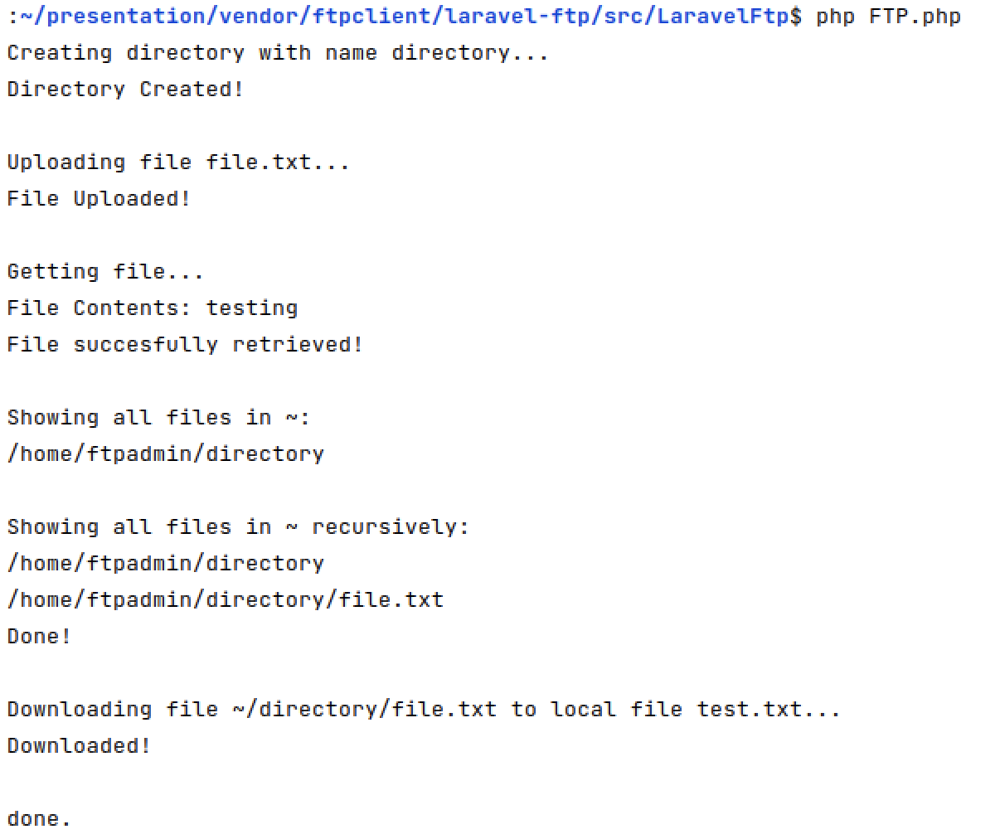 :~/presentation/vendor/ftpclient/laravel-ftp/src/LaravelFtp$ php FTP.php
Creating directory with name directory...
Directory Created!
Uploading file file.txt...
File Uploaded!
Getting file...
File Contents: testing
File succesfully retrieved!
Showing all files in ~:
/home/ftpadmin/directory
Showing all files in ~ recursively:
/home/ftpadmin/directory
/home/ftpadmin/directory/file.txt
Done!
Downloading file ~/directory/file.txt to local file test.txt...
Downloaded!
done.